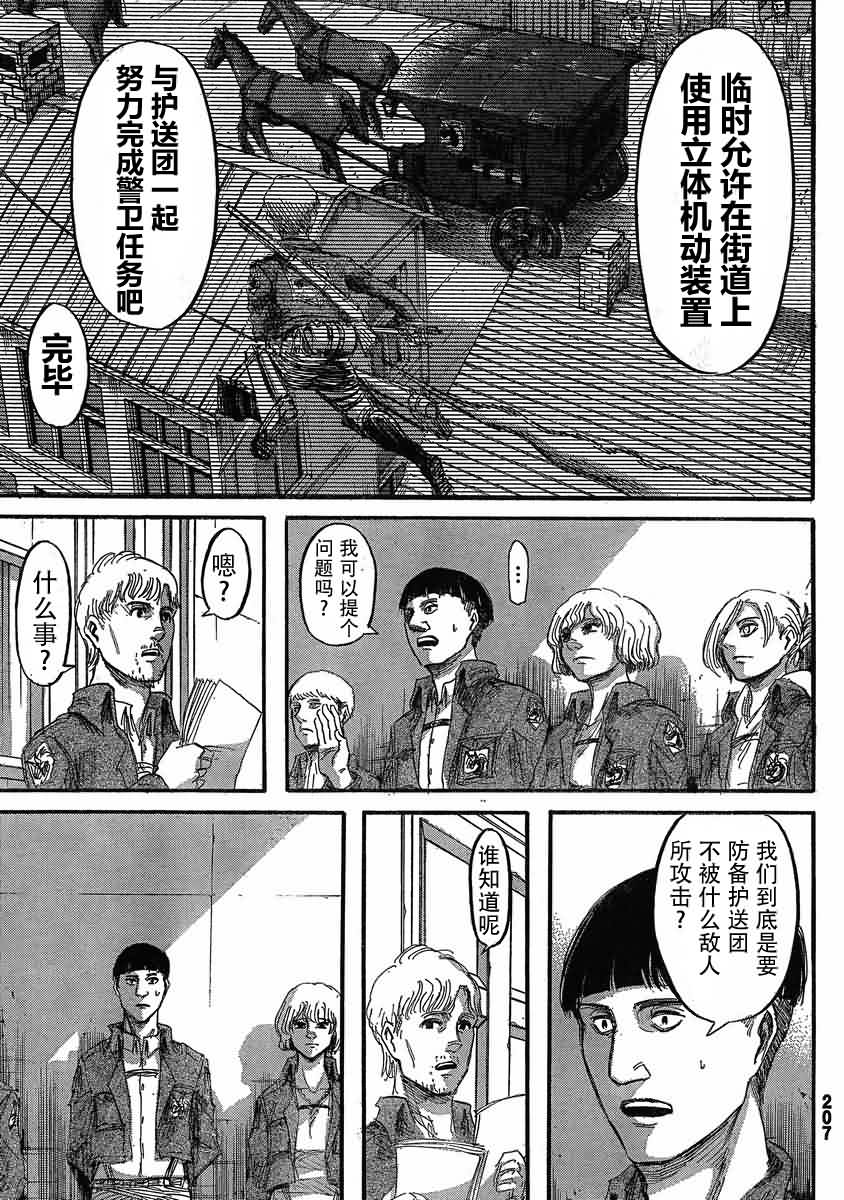 临时允许在街道上
使用立体机动装置
与护送团一起
努力完成警卫任务吧
完毕
…
我可以提个
问题吗？
嗯？
什么事？
我们到底是要
防备护送团
不被什么敌人
所攻击？
谁知道呢
207